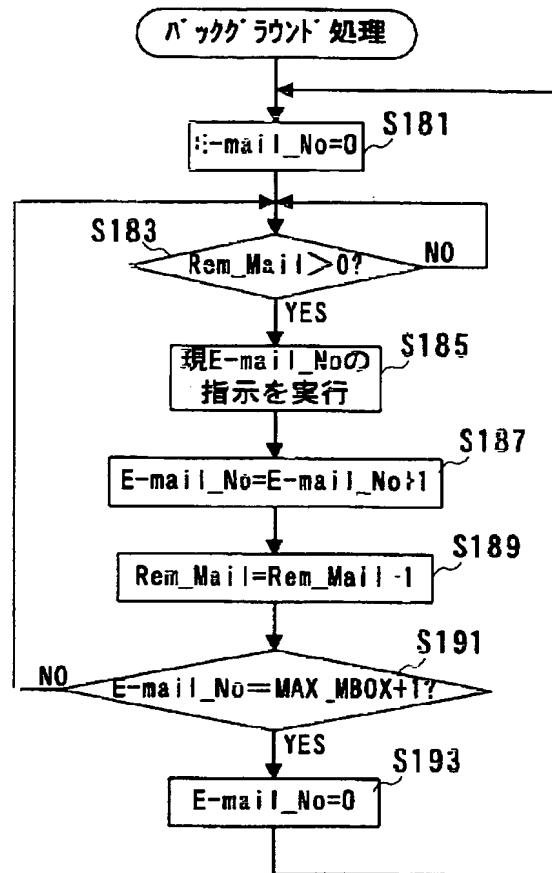 バックグラウンド処理
S181
E-mail_No=0
S183
Rem_Mail>0?
NO
YES
S185
現E-mail_Noの
指示を実行
S187
E-mail_No=E-mail_No+1
S189
Rem_Mail=Rem_Mail-1
S191
NO
E-mail_No=MAX_MBOX+1?
YES
S193
E-mail_No=0